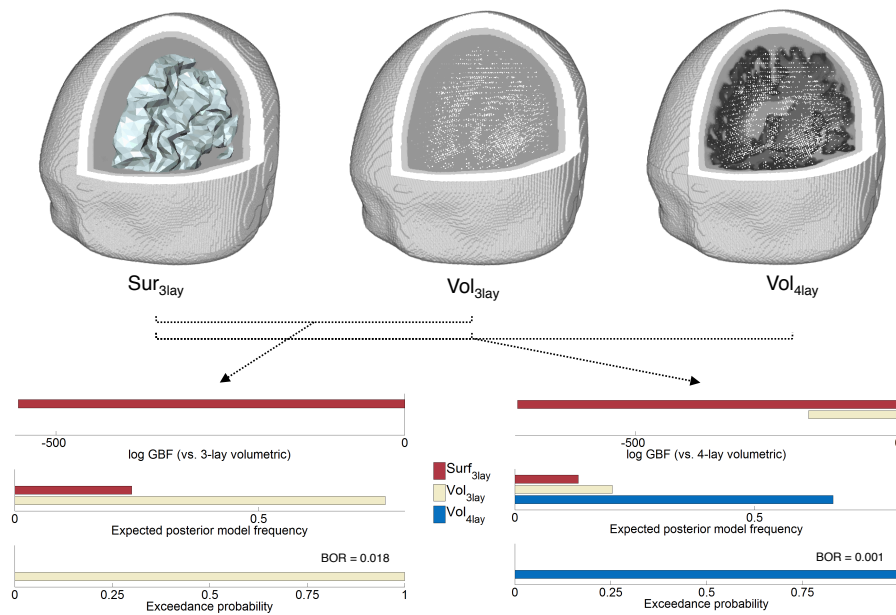 Sur3lay Vol3lay Vol4lay
-500 0
log GBF (vs. 3-lay volumetric)
0 0.5
Expected posterior model frequency
BOR = 0.018
0 0.25 0.5 0.75 1
Exceedance probability
Surf3lay
Vol3lay
Vol4lay
-500
log GBF (vs. 4-lay volumetric)
0 0.5
Expected posterior model frequency
BOR = 0.001
0 0.25 0.5 0.75
Exceedance probability